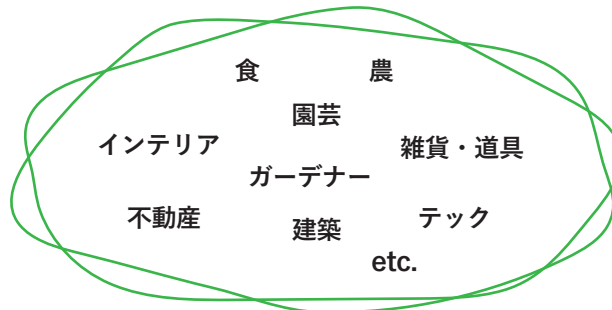 食
農
園芸
インテリア
雑貨・道具
ガーデナー
不動産
建築
テック
etc.